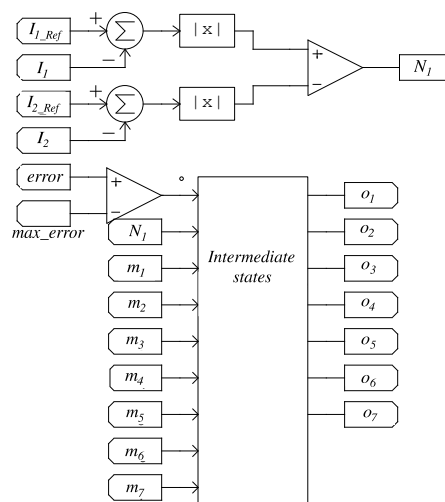 I1_Ref + Σ |x|
I1 −
+ − N1
I2_Ref + Σ |x|
I2 −
error + °
max_error −
Intermediate
states
N1
m1
m2
m3
m4
m5
m6
m7
o1
o2
o3
o4
o5
o6
o7